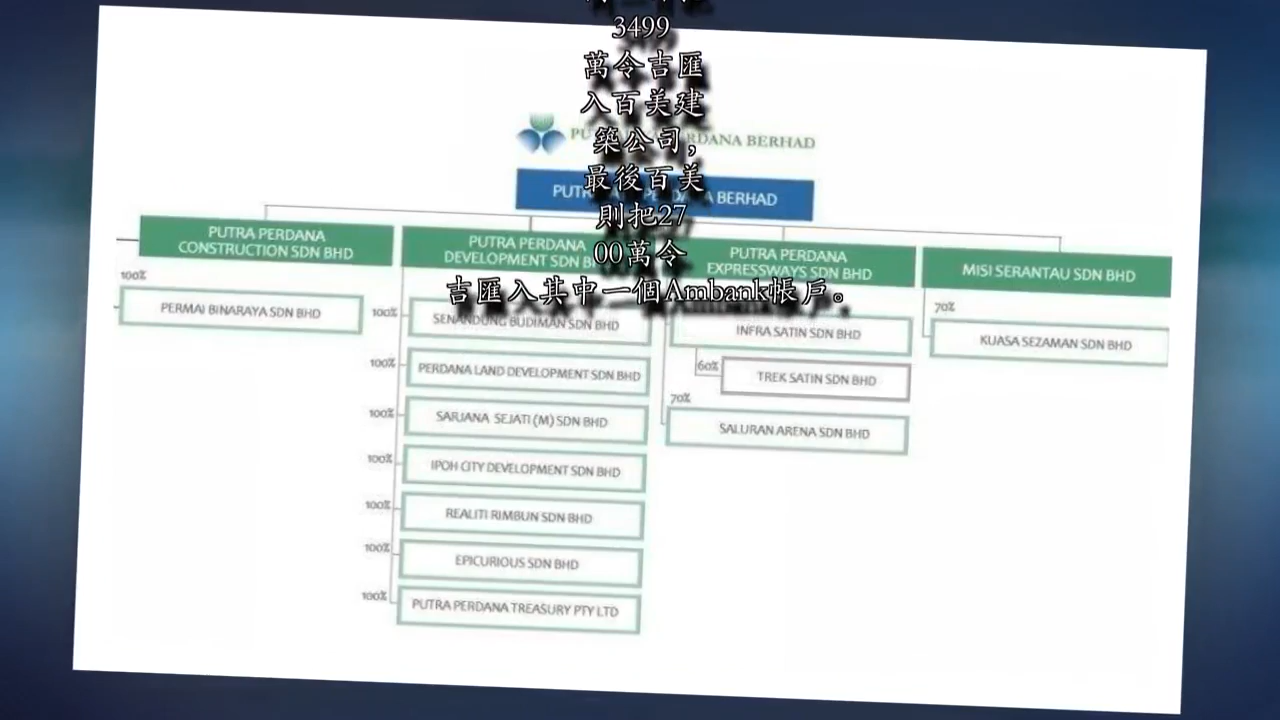 3499
萬令吉匯
入百美建
築公司,
最後百美
則把27
00萬令
吉匯入其中一個Ambank帳戶。
PERDANA BERHAD
BERHAD
PUTRA PERDANA
CONSTRUCTION SDN BHD
100%
PERMAI BINARAYA SDN BHD
PUTRA PERDANA
DEVELOPMENT SDN
100%
SENANDUNG BUDIMAN SDN BHD
100%
PERDANA LAND DEVELOPMENT SDN BHD
100%
SARJANA SEJATI (M) SDN BHD
100%
IPOH CITY DEVELOPMENT SDN BHD
100%
REALITI RIMBUN SDN BHD
100%
EPICURIOUS SDN BHD
100%
PUTRA PERDANA TREASURY PTY LTD
PUTRA PERDANA
EXPRESSWAYS SDN BHD
INFRA SATIN SDN BHD
60%
TREK SATIN SDN BHD
70%
SALURAN ARENA SDN BHD
MISI SERANTAU SDN BHD
70%
KUASA SEZAMAN SDN BHD